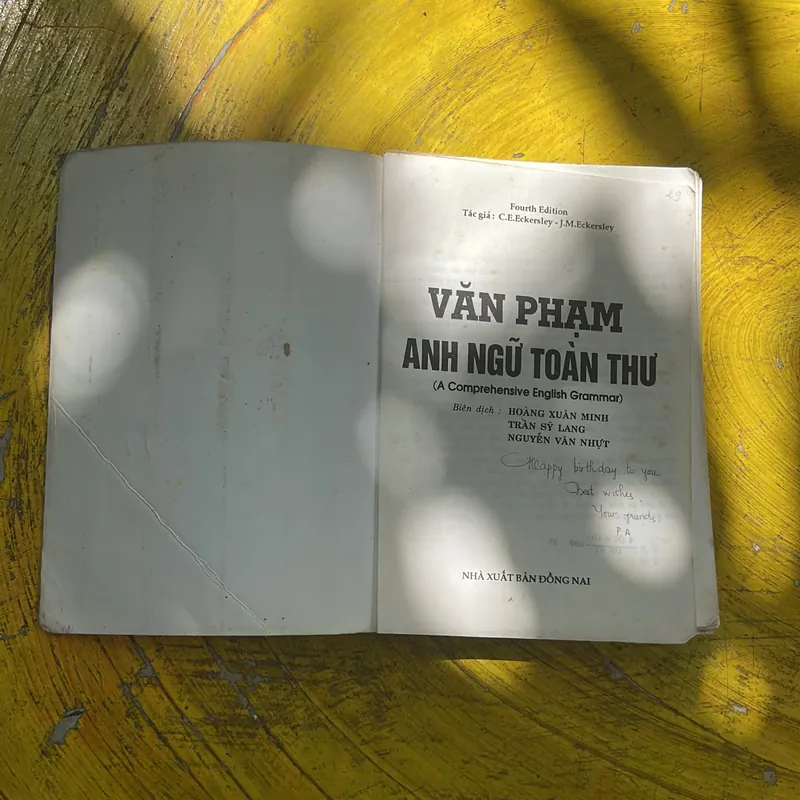 29
Fourth Edition
Tác giả : C.E.Eckersley - J.M.Eckersley
VĂN PHẠM
ANH NGỮ TOÀN THƯ
(A Comprehensive English Grammar)
Biên dịch : HOÀNG XUÂN MINH
TRẦN SỸ LANG
NGUYỄN VĂN NHỰT
Happy birthday to you
Best wishes.
Your
P.A
NHÀ XUẤT BẢN ĐỒNG NAI